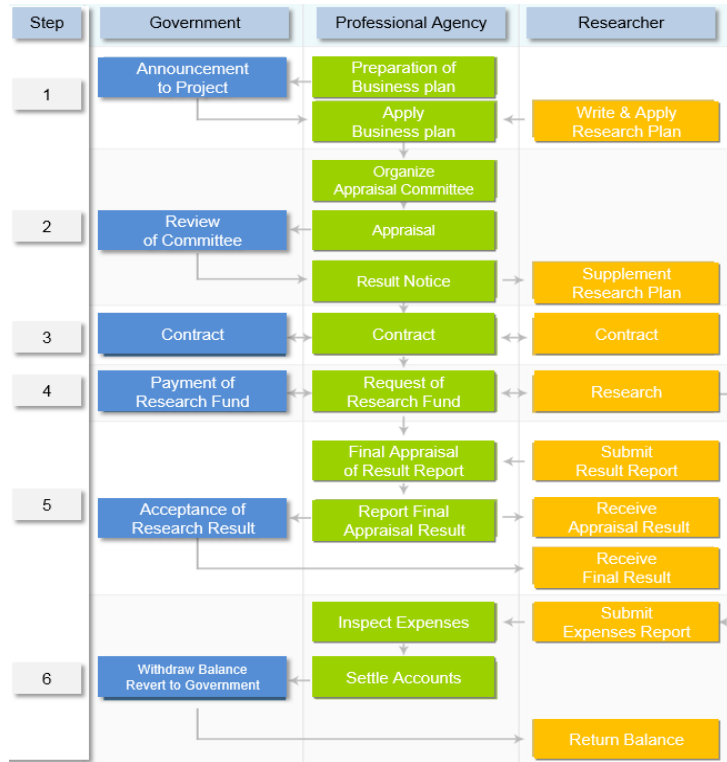 Step
Government
Professional Agency
Researcher
1
Announcement
to Project
Preparation of
Business plan
Apply
Business plan
Write & Apply
Research Plan
2
Organize
Appraisal Committee
Review
of Committee
Appraisal
Result Notice
Supplement
Research Plan
3
Contract
Contract
Contract
4
Payment of
Research Fund
Request of
Research Fund
Research
5
Final Appraisal
of Result Report
Submit
Result Report
Acceptance of
Research Result
Report Final
Appraisal Result
Receive
Appraisal Result
Receive
Final Result
6
Inspect Expenses
Submit
Expenses Report
Withdraw Balance
Revert to Government
Settle Accounts
Return Balance